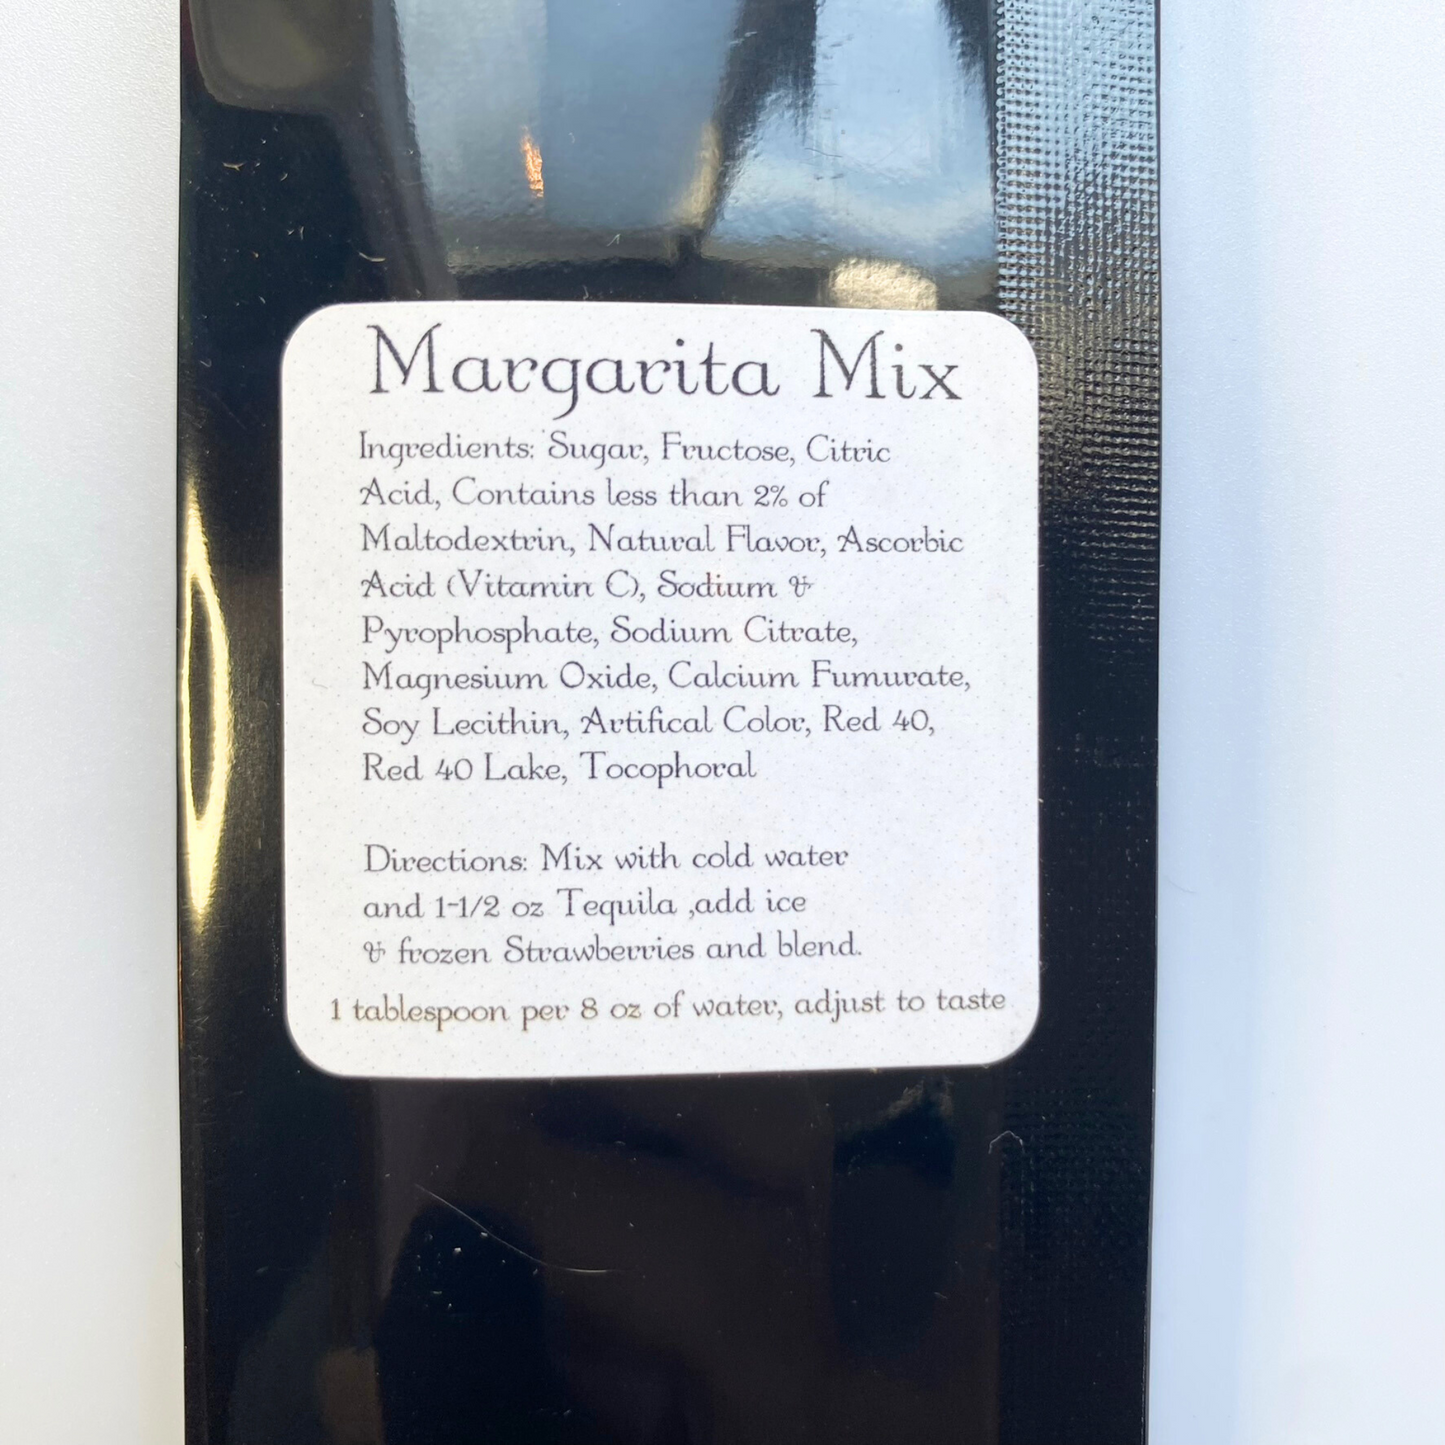 Margarita Mix
Ingredients: Sugar, Fructose, Citric
Acid, Contains less than 2% of
Maltodextrin, Natural Flavor, Ascorbic
Acid (Vitamin C), Sodium &
Pyrophosphate, Sodium Citrate,
Magnesium Oxide, Calcium Fumurate,
Soy Lecithin, Artifical Color, Red 40,
Red 40 Lake, Tocophoral
Directions: Mix with cold water
and 1-1/2 oz Tequila ,add ice
& frozen Strawberries and blend.
1 tablespoon per 8 oz of water, adjust to taste